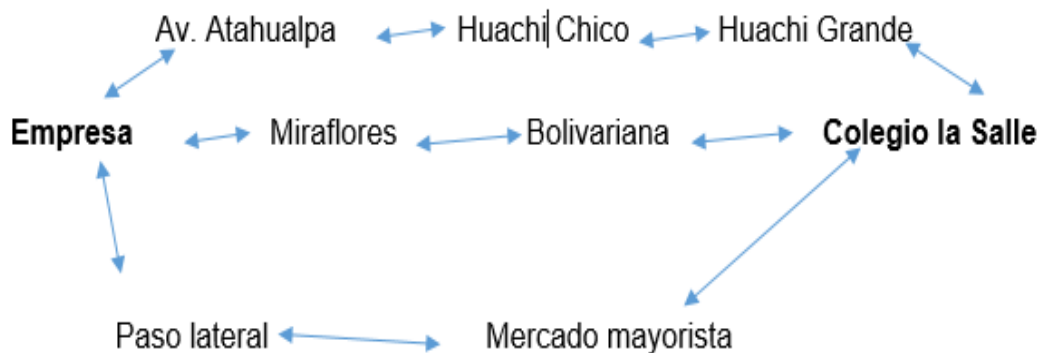 Av. Atahualpa Huachi Chico Huachi Grande
Empresa Miraflores Bolivariana Colegio la Salle
Paso lateral Mercado mayorista